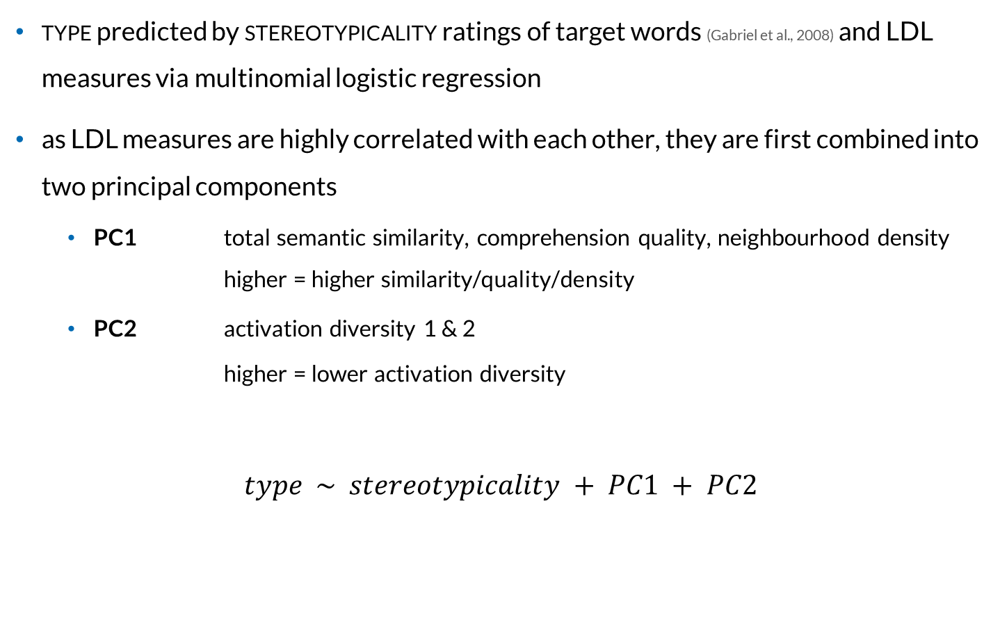 • TYPE predicted by STEREOTYPICALITY ratings of target words (Gabriel et al., 2008) and LDL
measures via multinomial logistic regression
• as LDL measures are highly correlated with each other, they are first combined into
two principal components
• PC1 total semantic similarity, comprehension quality, neighbourhood density
higher = higher similarity/quality/density
• PC2 activation diversity 1 & 2
higher = lower activation diversity
type ~ stereotypicality + PC1 + PC2